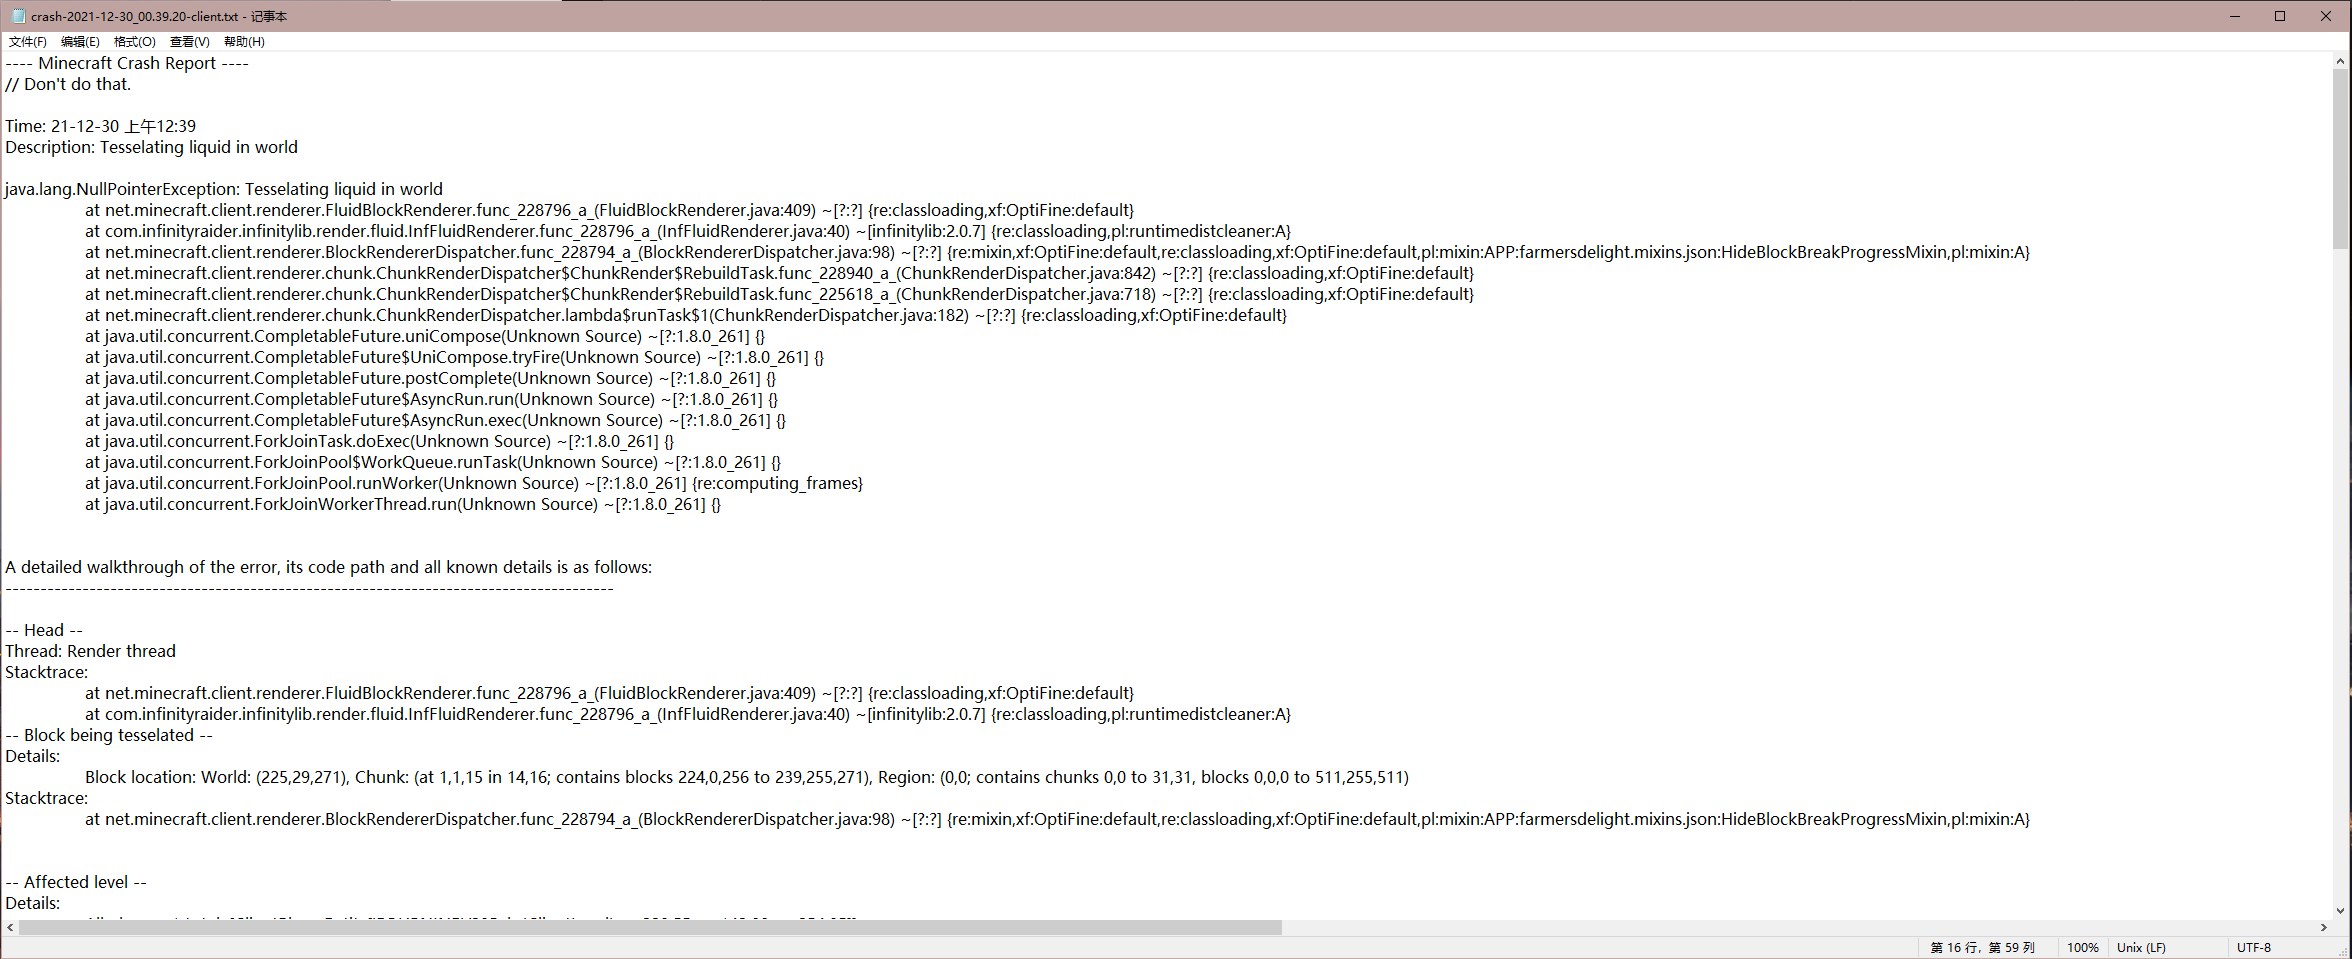 crash-2021-12-30_00.39.20-client.txt - 记事本
文件(F) 编辑(E) 格式(O) 查看(V) 帮助(H)
---- Minecraft Crash Report ----
// Don't do that.
Time: 21-12-30 上午12:39
Description: Tesselating liquid in world
java.lang.NullPointerException: Tesselating liquid in world
at net.minecraft.client.renderer.FluidBlockRenderer.func_228796_a_(FluidBlockRenderer.java:409) ~[?:?] {re:classloading,xf:OptiFine:default}
at com.infinityraider.infinitylib.render.fluid.InfFluidRenderer.func_228796_a_(InfFluidRenderer.java:40) ~[infinitylib:2.0.7] {re:classloading,pl:runtimedistcleaner:A}
at net.minecraft.client.renderer.BlockRendererDispatcher.func_228794_a_(BlockRendererDispatcher.java:98) ~[?:?] {re:mixin,xf:OptiFine:default,re:classloading,xf:OptiFine:default,pl:mixin:APP:farmersdelight.mixins.json:HideBlockBreakProgressMixin,pl:mixin:A}
at net.minecraft.client.renderer.chunk.ChunkRenderDispatcher$ChunkRender$RebuildTask.func_228940_a_(ChunkRenderDispatcher.java:842) ~[?:?] {re:classloading,xf:OptiFine:default}
at net.minecraft.client.renderer.chunk.ChunkRenderDispatcher$ChunkRender$RebuildTask.func_225618_a_(ChunkRenderDispatcher.java:718) ~[?:?] {re:classloading,xf:OptiFine:default}
at net.minecraft.client.renderer.chunk.ChunkRenderDispatcher.lambda$runTask$1(ChunkRenderDispatcher.java:182) ~[?:?] {re:classloading,xf:OptiFine:default}
at java.util.concurrent.CompletableFuture.uniCompose(Unknown Source) ~[?:1.8.0_261] {}
at java.util.concurrent.CompletableFuture$UniCompose.tryFire(Unknown Source) ~[?:1.8.0_261] {}
at java.util.concurrent.CompletableFuture.postComplete(Unknown Source) ~[?:1.8.0_261] {}
at java.util.concurrent.CompletableFuture$AsyncRun.run(Unknown Source) ~[?:1.8.0_261] {}
at java.util.concurrent.CompletableFuture$AsyncRun.exec(Unknown Source) ~[?:1.8.0_261] {}
at java.util.concurrent.ForkJoinTask.doExec(Unknown Source) ~[?:1.8.0_261] {}
at java.util.concurrent.ForkJoinPool$WorkQueue.runTask(Unknown Source) ~[?:1.8.0_261] {}
at java.util.concurrent.ForkJoinPool.runWorker(Unknown Source) ~[?:1.8.0_261] {re:computing_frames}
at java.util.concurrent.ForkJoinWorkerThread.run(Unknown Source) ~[?:1.8.0_261] {}
A detailed walkthrough of the error, its code path and all known details is as follows:
---------------------------------------------------------------------------------------
-- Head --
Thread: Render thread
Stacktrace:
at net.minecraft.client.renderer.FluidBlockRenderer.func_228796_a_(FluidBlockRenderer.java:409) ~[?:?] {re:classloading,xf:OptiFine:default}
at com.infinityraider.infinitylib.render.fluid.InfFluidRenderer.func_228796_a_(InfFluidRenderer.java:40) ~[infinitylib:2.0.7] {re:classloading,pl:runtimedistcleaner:A}
-- Block being tesselated --
Details:
Block location: World: (225,29,271), Chunk: (at 1,1,15 in 14,16; contains blocks 224,0,256 to 239,255,271), Region: (0,0; contains chunks 0,0 to 31,31, blocks 0,0,0 to 511,255,511)
Stacktrace:
at net.minecraft.client.renderer.BlockRendererDispatcher.func_228794_a_(BlockRendererDispatcher.java:98) ~[?:?] {re:mixin,xf:OptiFine:default,re:classloading,xf:OptiFine:default,pl:mixin:APP:farmersdelight.mixins.json:HideBlockBreakProgressMixin,pl:mixin:A}
-- Affected level --
Details:
第 16 行，第 59 列 100% Unix (LF) UTF-8